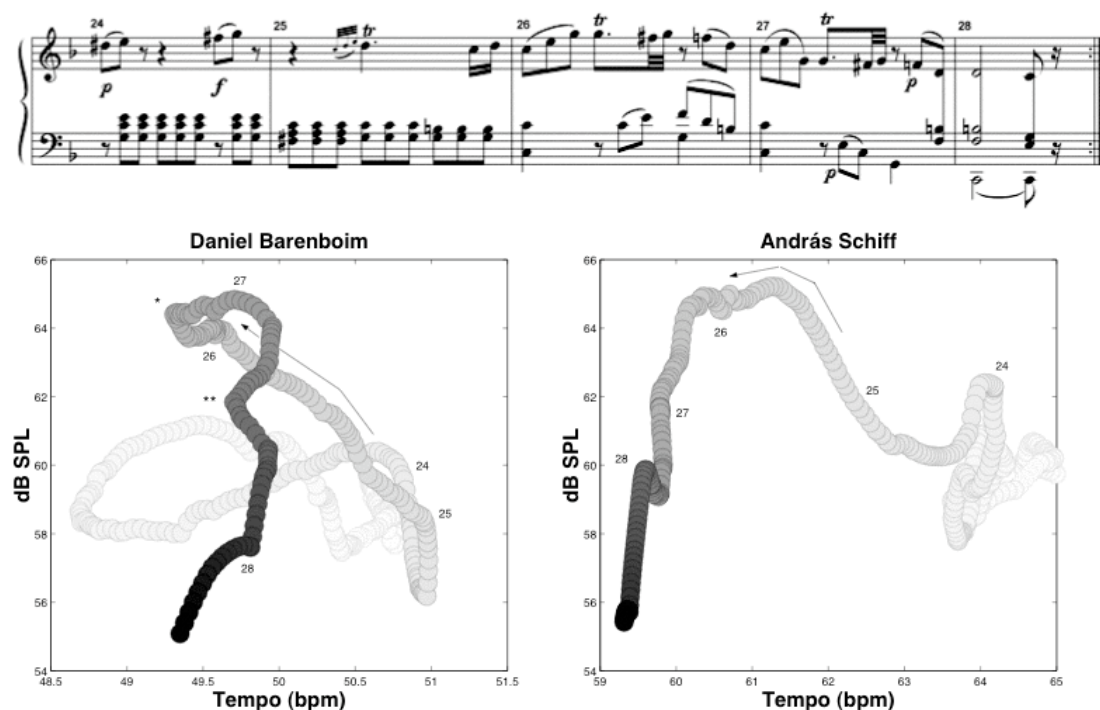 24 25 26 27 28
tr tr tr
p f p
p
Daniel Barenboim
66
64
62
60
58
56
54
dB SPL
* 27
26
**
24
25
28
48.5 49 49.5 50 50.5 51 51.5
Tempo (bpm)
András Schiff
66
64
62
60
58
56
54
dB SPL
26
24
25
27
28
59 60 61 62 63 64 65
Tempo (bpm)